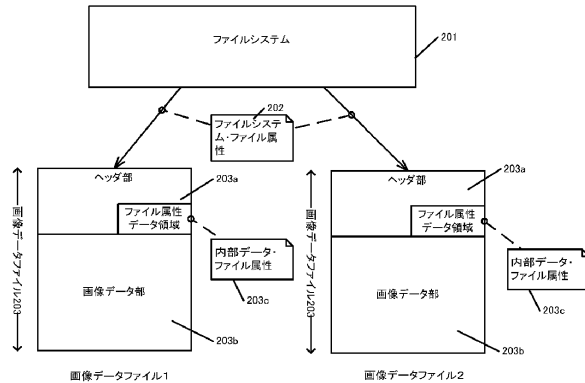 ファイルシステム
201
202
ファイルシステ
ム・ファイル属
性
ヘッダ部
203a
ファイル属性
データ領域
内部データ・
ファイル属性
203c
画像データ部
203b
画像データファイル203
画像データファイル1
ヘッダ部
203a
ファイル属性
データ領域
内部データ・
ファイル属性
203c
画像データ部
203b
画像データファイル203
画像データファイル2